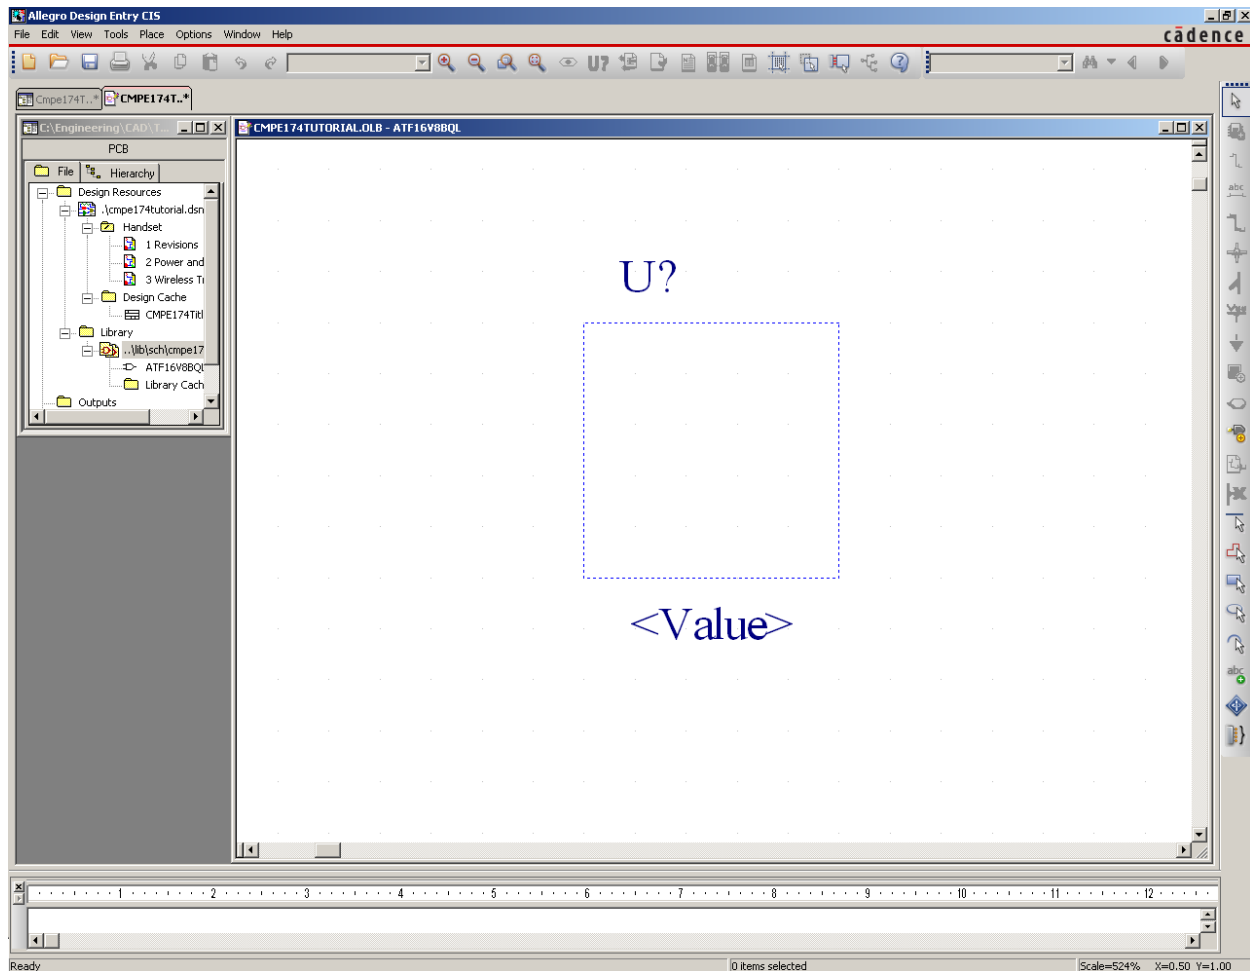 Allegro Design Entry CIS
File Edit View Tools Place Options Window Help
cādence
U?
Cmpe174T..*
CMPE174T..*
C:\Engineering\CAD\T...
PCB
File
Hierarchy
Design Resources
.\cmpe174tutorial.dsn
Handset
1 Revisions
2 Power and
3 Wireless Tr
Design Cache
CMPE174Titl
Library
..\lib\sch\cmpe17
ATF16V8BQL
Library Cach
Outputs
CMPE174TUTORIAL.OLB - ATF16V8BQL
U?
<Value>
abc
abc
1 2 3 4 5 6 7 8 9 10 11 12
Ready
0 items selected
Scale=524% X=0.50 Y=1.00